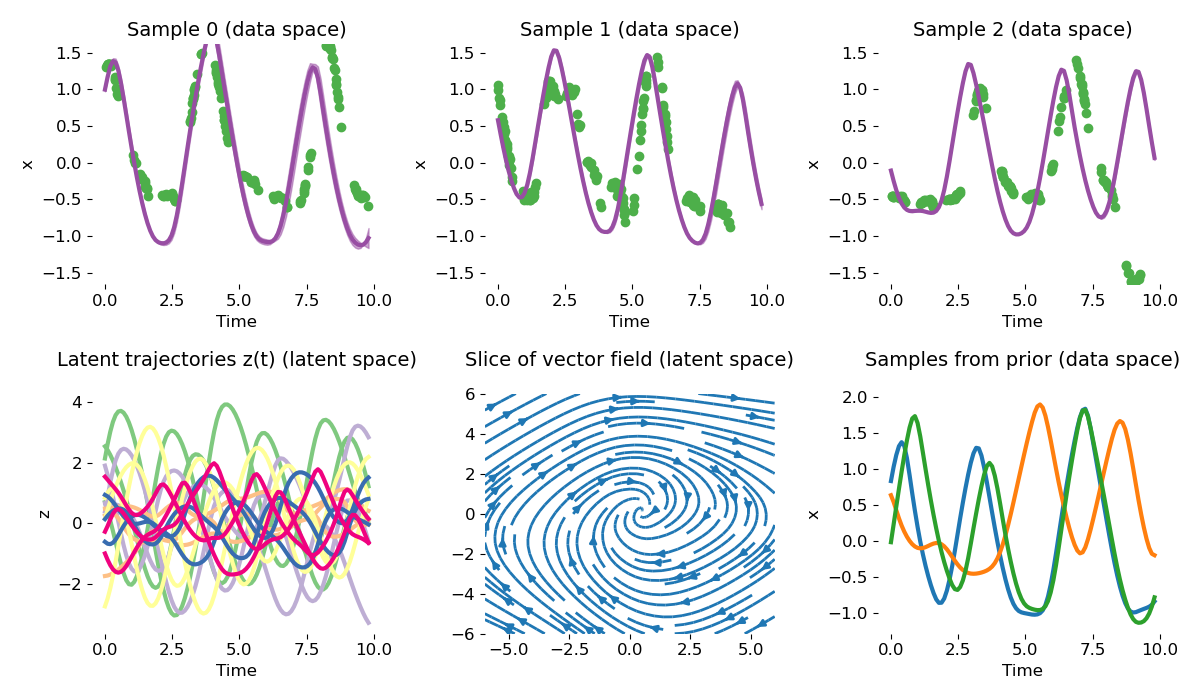 Sample 0 (data space)
1.5
1.0
0.5
0.0
−0.5
−1.0
−1.5
x
0.0 2.5 5.0 7.5 10.0
Time
Sample 1 (data space)
1.5
1.0
0.5
0.0
−0.5
−1.0
−1.5
x
0.0 2.5 5.0 7.5 10.0
Time
Sample 2 (data space)
1.5
1.0
0.5
0.0
−0.5
−1.0
−1.5
x
0.0 2.5 5.0 7.5 10.0
Time
Latent trajectories z(t) (latent space)
4
2
0
−2
z
0.0 2.5 5.0 7.5 10.0
Time
Slice of vector field (latent space)
6
4
2
0
−2
−4
−6
−5.0 −2.5 0.0 2.5 5.0
Samples from prior (data space)
2.0
1.5
1.0
0.5
0.0
−0.5
−1.0
x
0.0 2.5 5.0 7.5 10.0
Time